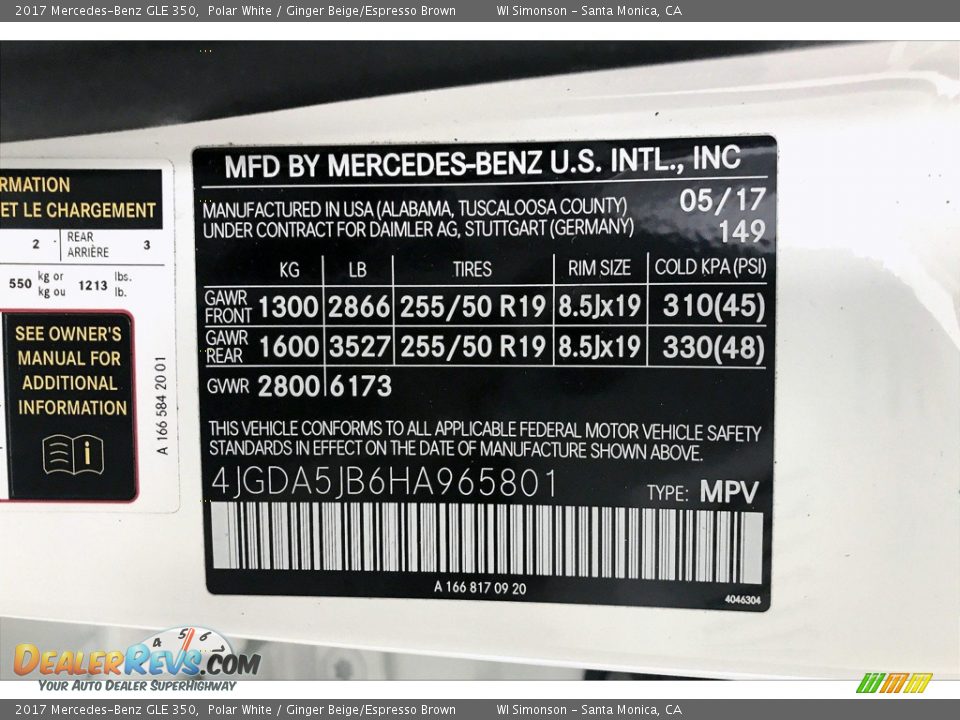 2017 Mercedes-Benz GLE 350,  Polar White / Ginger Beige/Espresso Brown   WI Simonson - Santa Monica, CA
RMATION
ET LE CHARGEMENT
2 REAR ARRIÈRE 3
550 kg or kg ou 1213 lbs. lb.
SEE OWNER'S
MANUAL FOR
ADDITIONAL
INFORMATION
i
A 166 584 20 01
MFD BY MERCEDES-BENZ U.S. INTL., INC
MANUFACTURED IN USA (ALABAMA, TUSCALOOSA COUNTY) 05/17
UNDER CONTRACT FOR DAIMLER AG, STUTTGART (GERMANY) 149
KG LB TIRES RIM SIZE COLD KPA (PSI)
GAWR FRONT 1300 2866 255/50 R19 8.5Jx19 310(45)
GAWR REAR 1600 3527 255/50 R19 8.5Jx19 330(48)
GVWR 2800 6173
THIS VEHICLE CONFORMS TO ALL APPLICABLE FEDERAL MOTOR VEHICLE SAFETY
STANDARDS IN EFFECT ON THE DATE OF MANUFACTURE SHOWN ABOVE.
4JGDA5JB6HA965801 TYPE: MPV
A 166 817 09 20
4046304
4 5 6
DealerRevs.com
Your Auto Dealer SuperHighway
2017 Mercedes-Benz GLE 350,  Polar White / Ginger Beige/Espresso Brown   WI Simonson - Santa Monica, CA